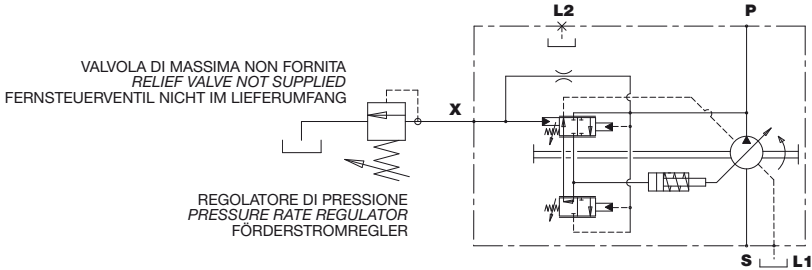 L2
P
VALVOLA DI MASSIMA NON FORNITA
RELIEF VALVE NOT SUPPLIED
FERNSTEUERVENTIL NICHT IM LIEFERUMFANG
X
REGOLATORE DI PRESSIONE
PRESSURE RATE REGULATOR
FÖRDERSTROMREGLER
S
L1